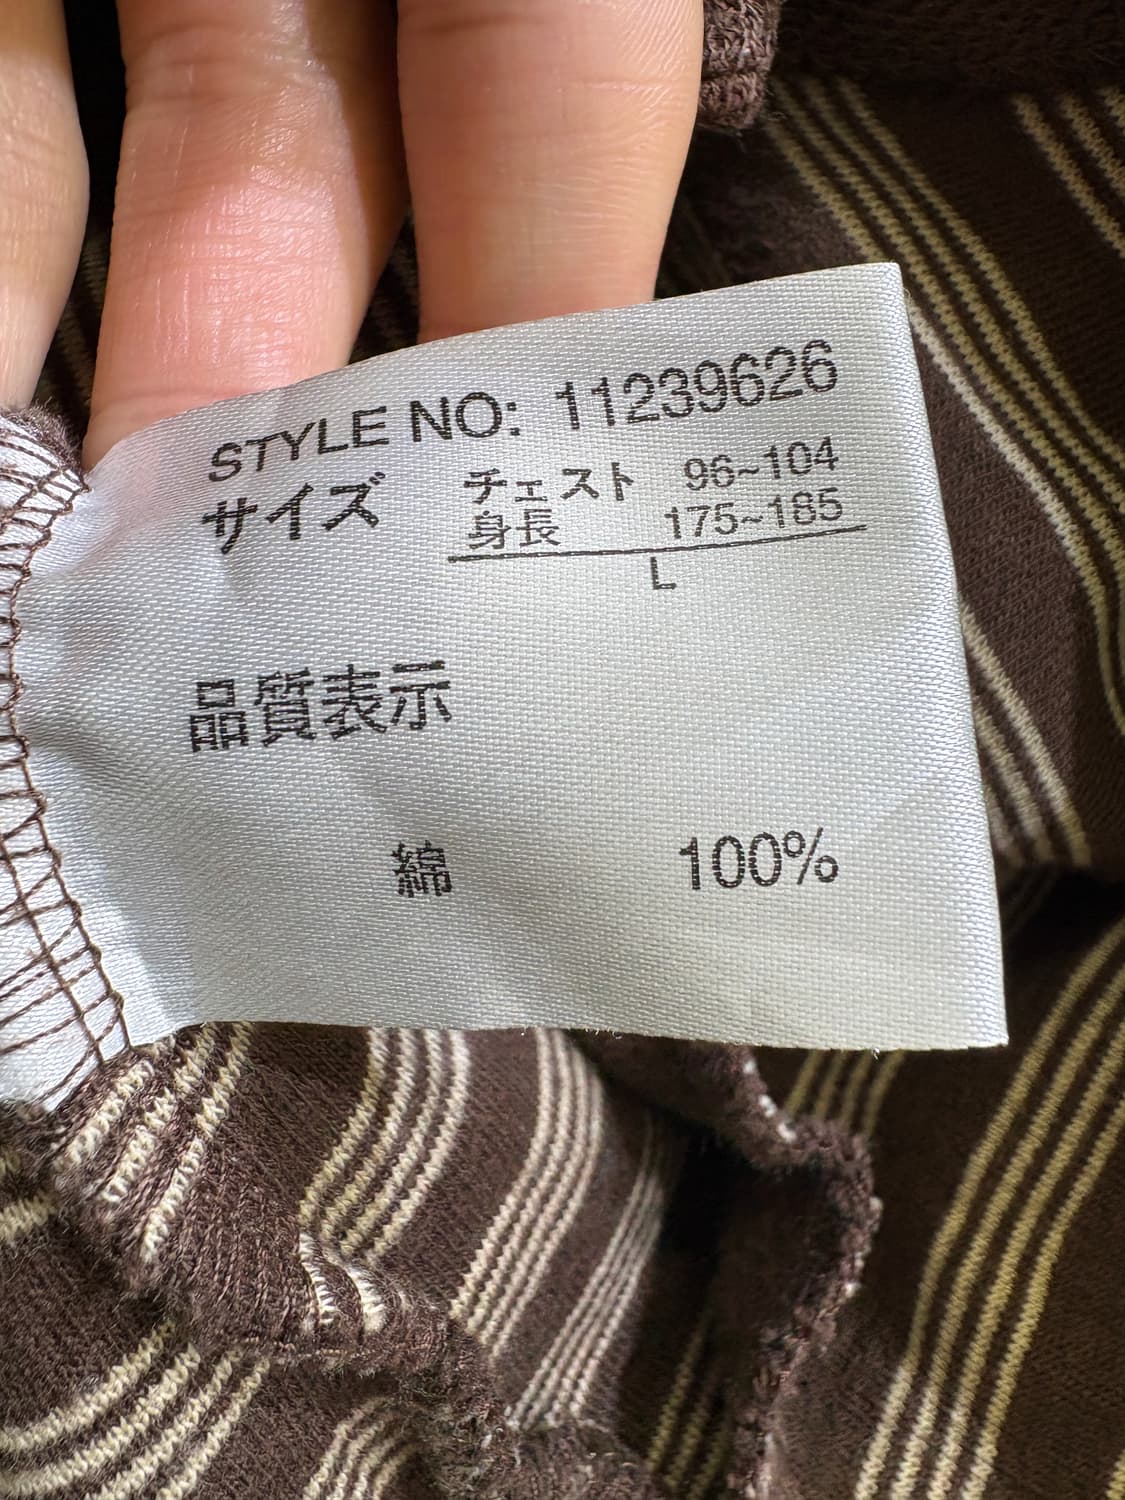 STYLE NO: 11239626
サイズ チェスト 96~104
身長 175~185
L
品質表示
綿 100%